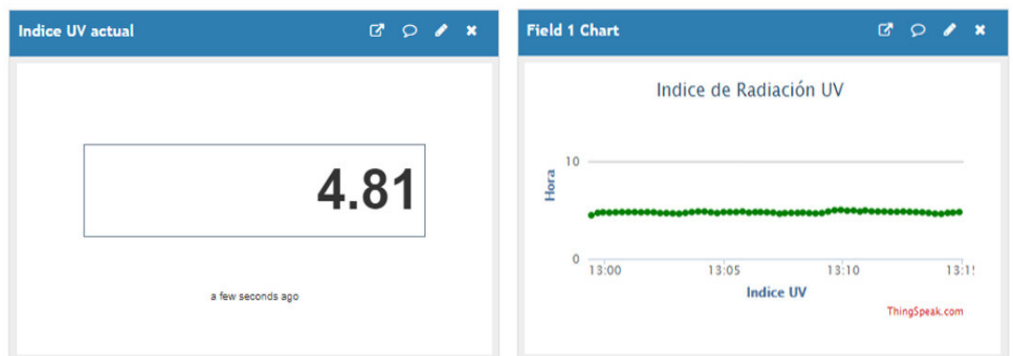 Indice UV actual
4.81
a few seconds ago
Field 1 Chart
Indice de Radiación UV
Hora
10
0
13:00 13:05 13:10
Indice UV
ThingSpeak.com